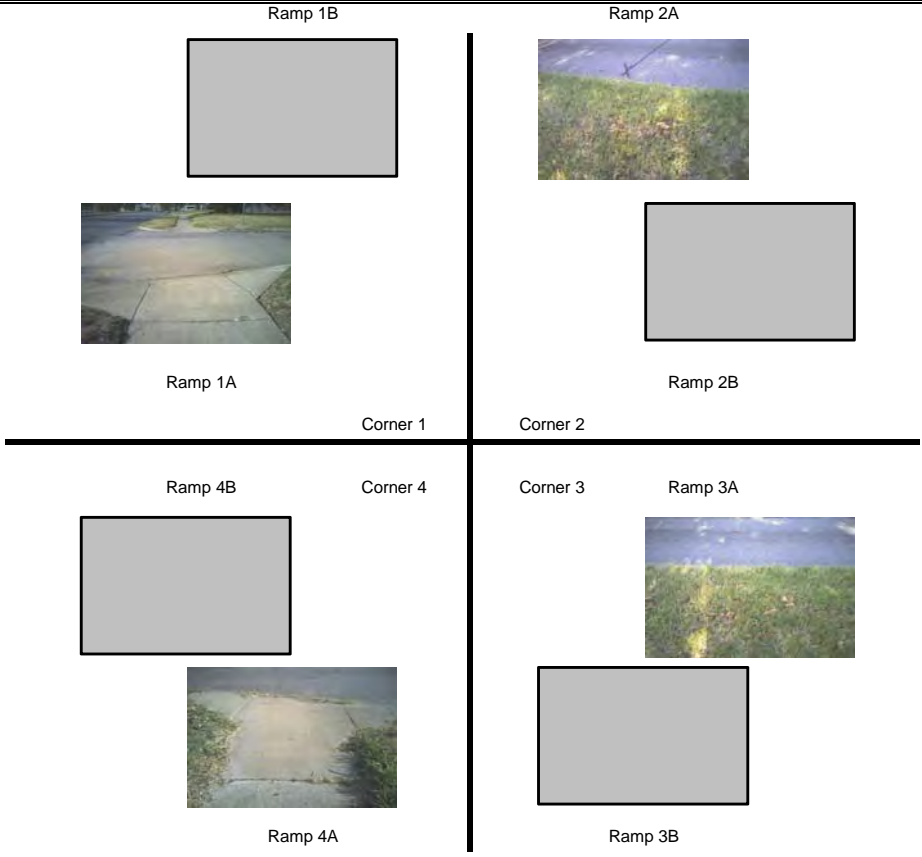 Ramp 1B Ramp 2A
Ramp 1A Ramp 2B
Corner 1 Corner 2
Ramp 4B Corner 4 Corner 3 Ramp 3A
Ramp 4A Ramp 3B